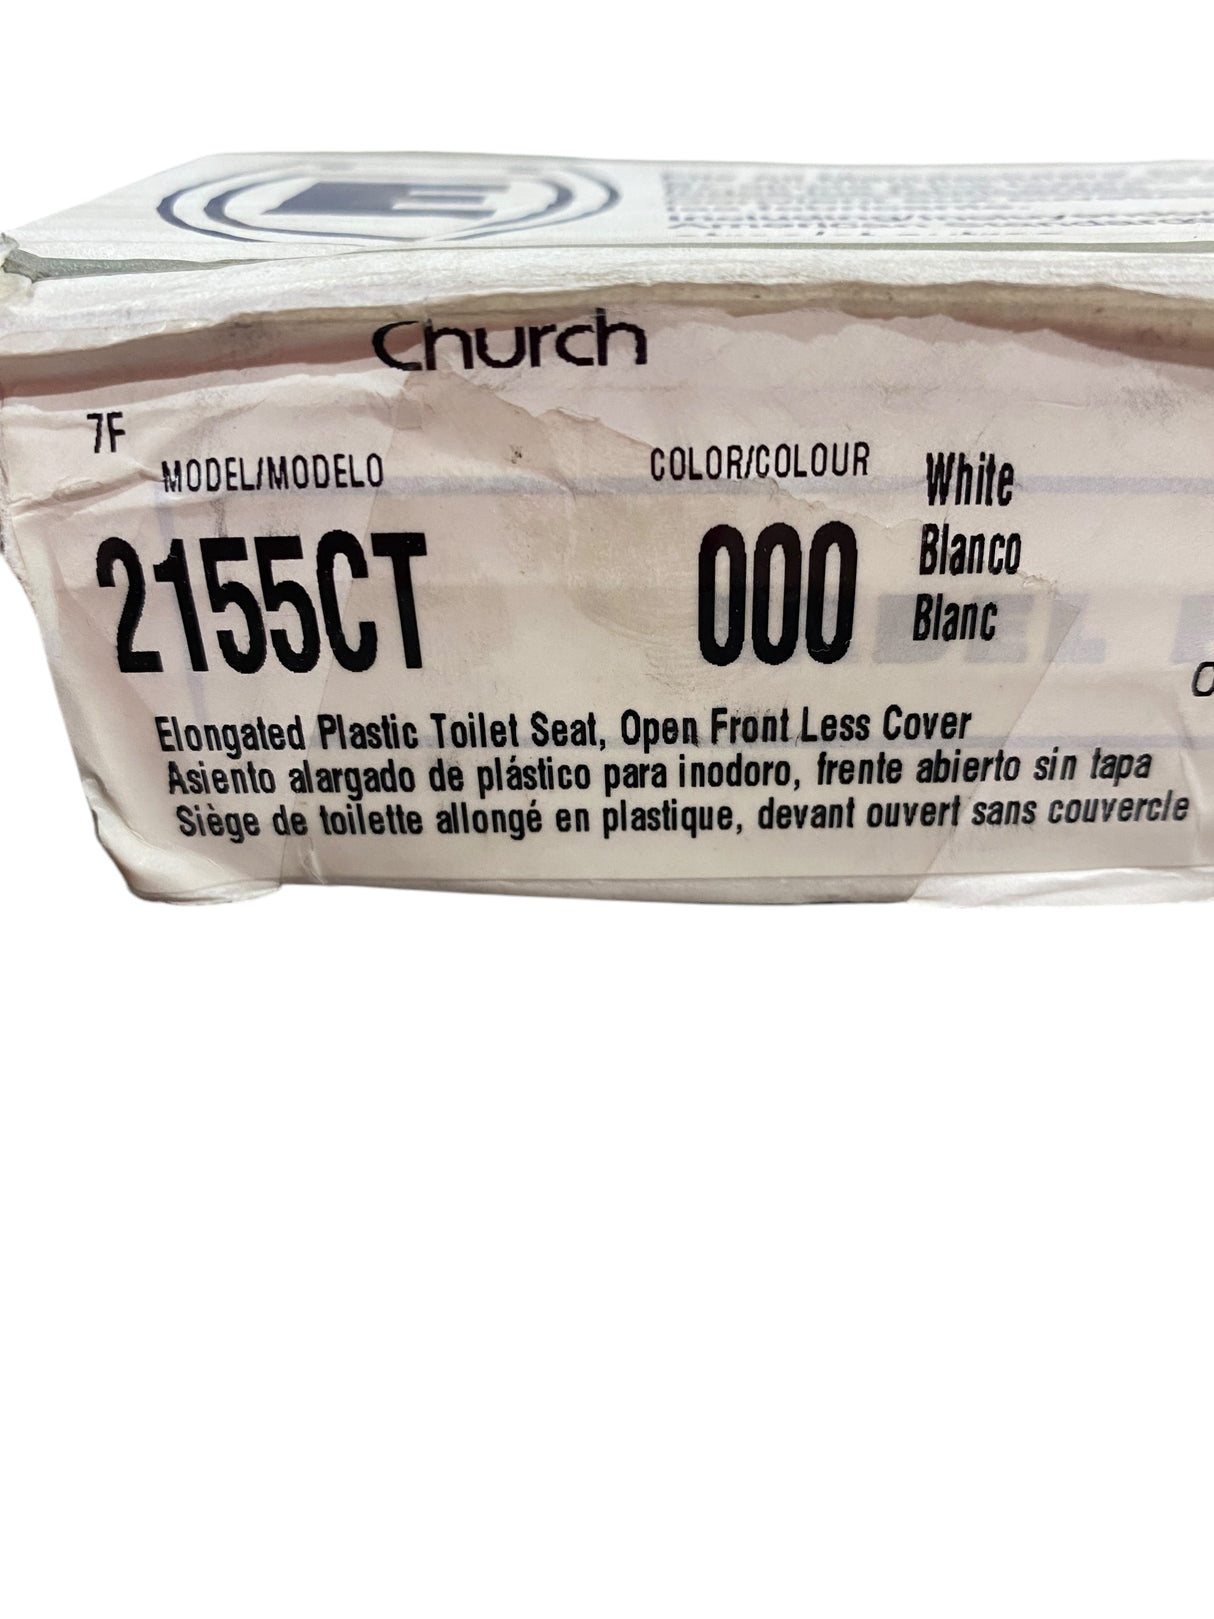 E
Church
7F
MODEL/MODELO
COLOR/COLOUR
2155CT
000
White
Blanco
Blanc
Elongated Plastic Toilet Seat, Open Front Less Cover
Asiento alargado de plástico para inodoro, frente abierto sin tapa
Siège de toilette allongé en plastique, devant ouvert sans couvercle